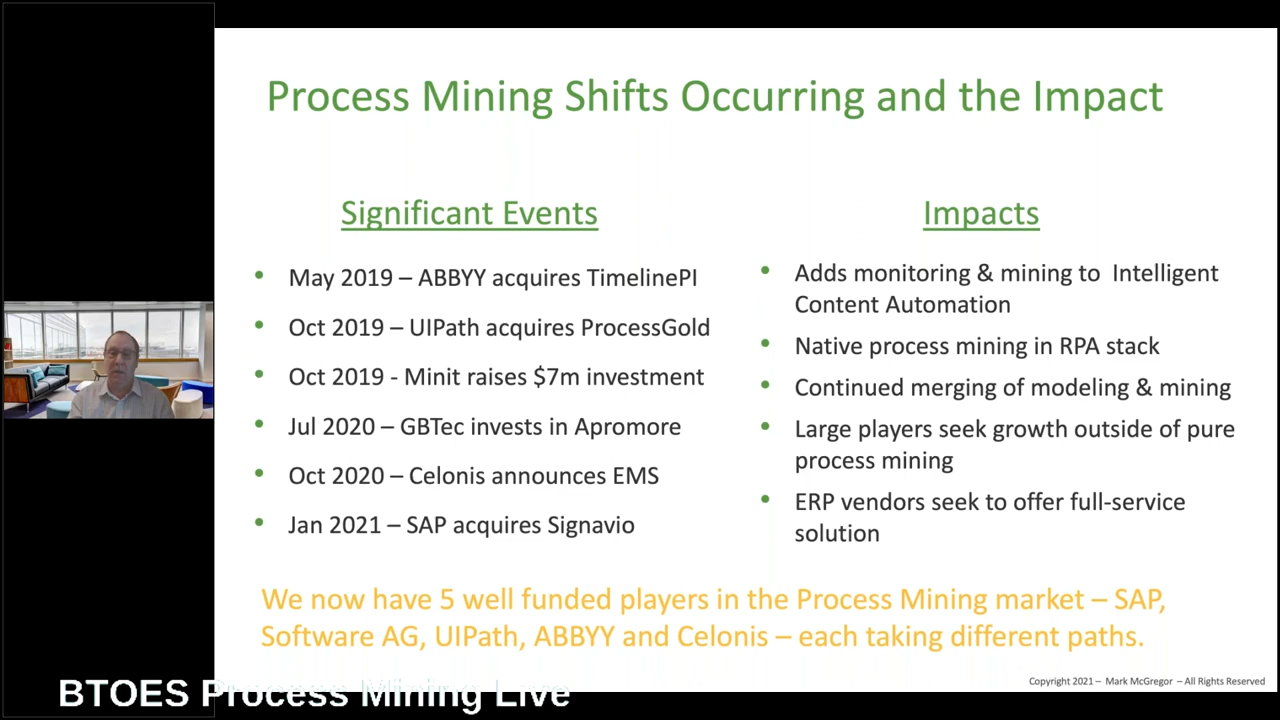 Process Mining Shifts Occurring and the Impact
Significant Events
• May 2019 – ABBYY acquires TimelinePI
• Oct 2019 – UIPath acquires ProcessGold
• Oct 2019 - Minit raises $7m investment
• Jul 2020 – GBTec invests in Apromore
• Oct 2020 – Celonis announces EMS
• Jan 2021 – SAP acquires Signavio
Impacts
• Adds monitoring & mining to Intelligent
Content Automation
• Native process mining in RPA stack
• Continued merging of modeling & mining
• Large players seek growth outside of pure
process mining
• ERP vendors seek to offer full-service
solution
We now have 5 well funded players in the Process Mining market – SAP,
Software AG, UIPath, ABBYY and Celonis – each taking different paths.
Copyright 2021 – Mark McGregor – All Rights Reserved
BTOES Process Mining Live